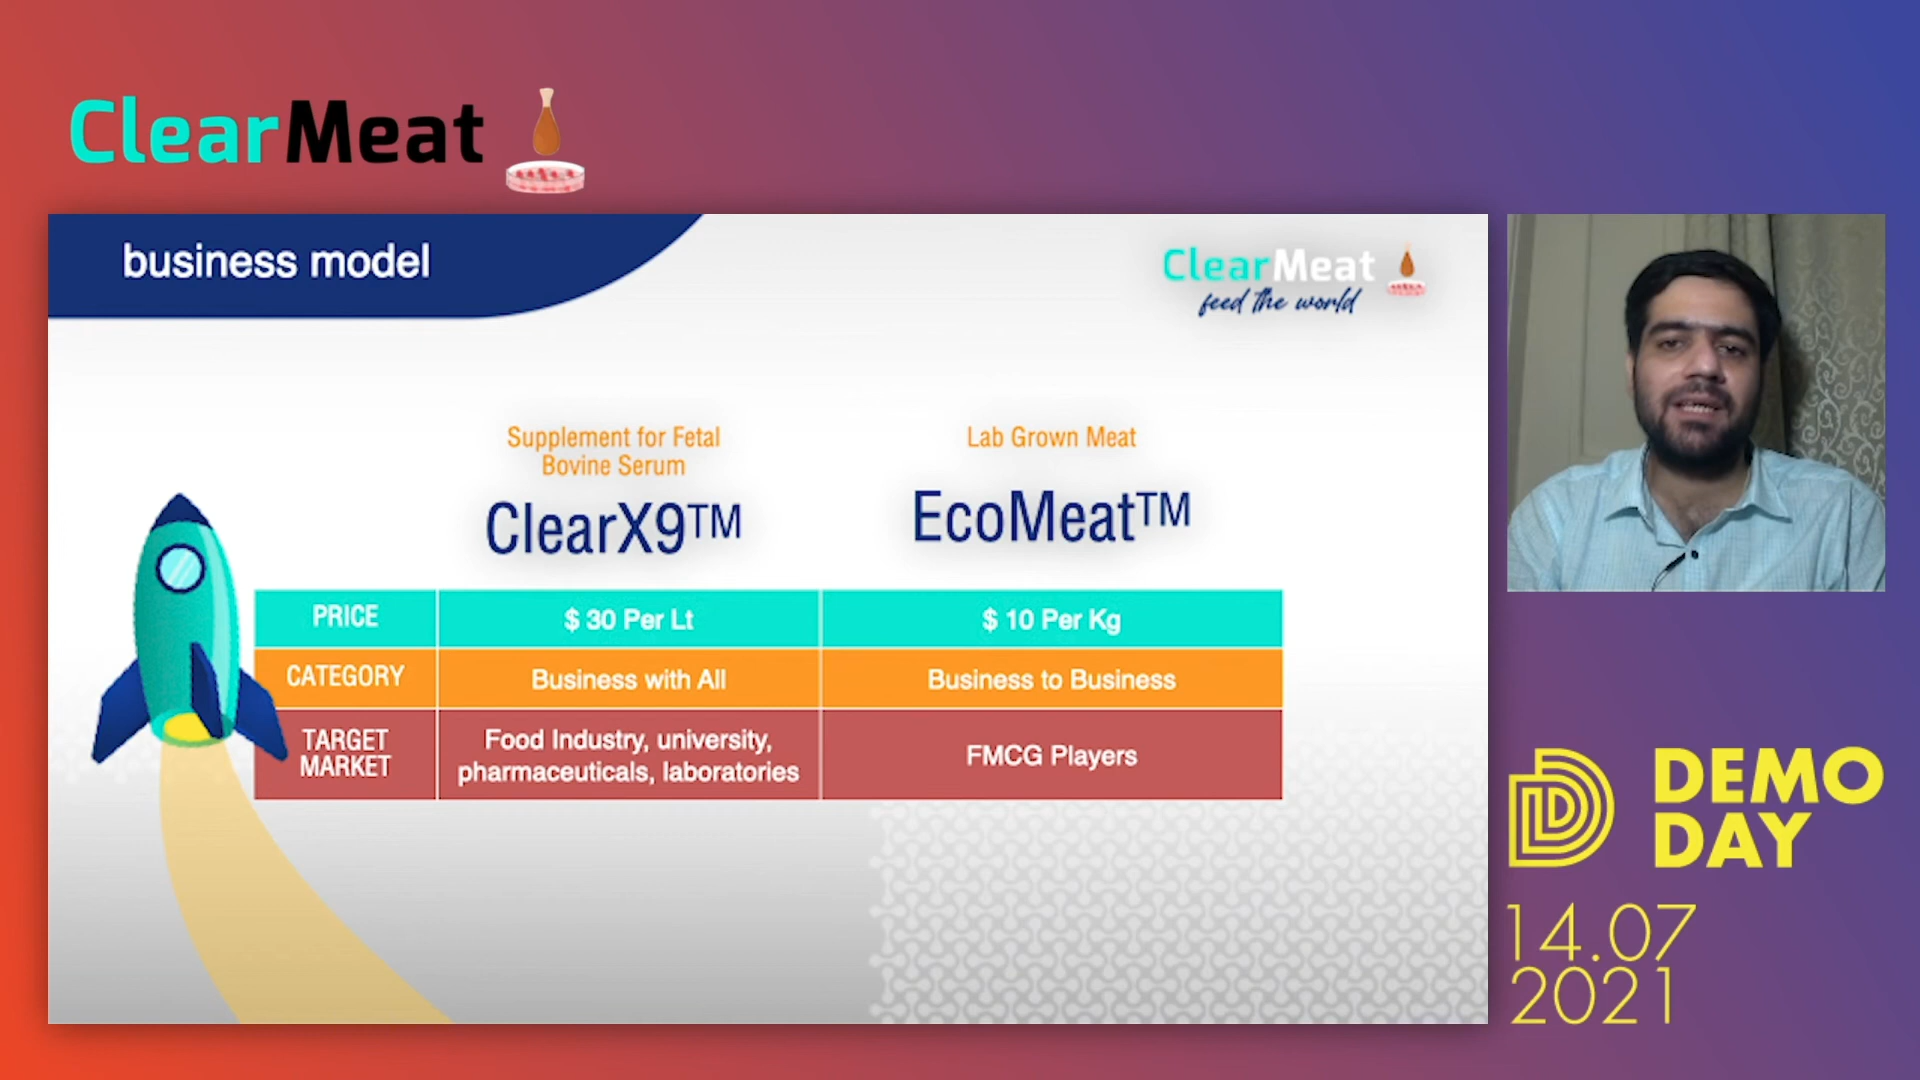 ClearMeat
business model
ClearMeat
feed the world
Supplement for Fetal
Bovine Serum
ClearX9™
Lab Grown Meat
EcoMeat™
PRICE
$ 30 Per Lt
$ 10 Per Kg
CATEGORY
Business with All
Business to Business
TARGET
MARKET
Food Industry, university,
pharmaceuticals, laboratories
FMCG Players
DEMO
DAY
14.07
2021